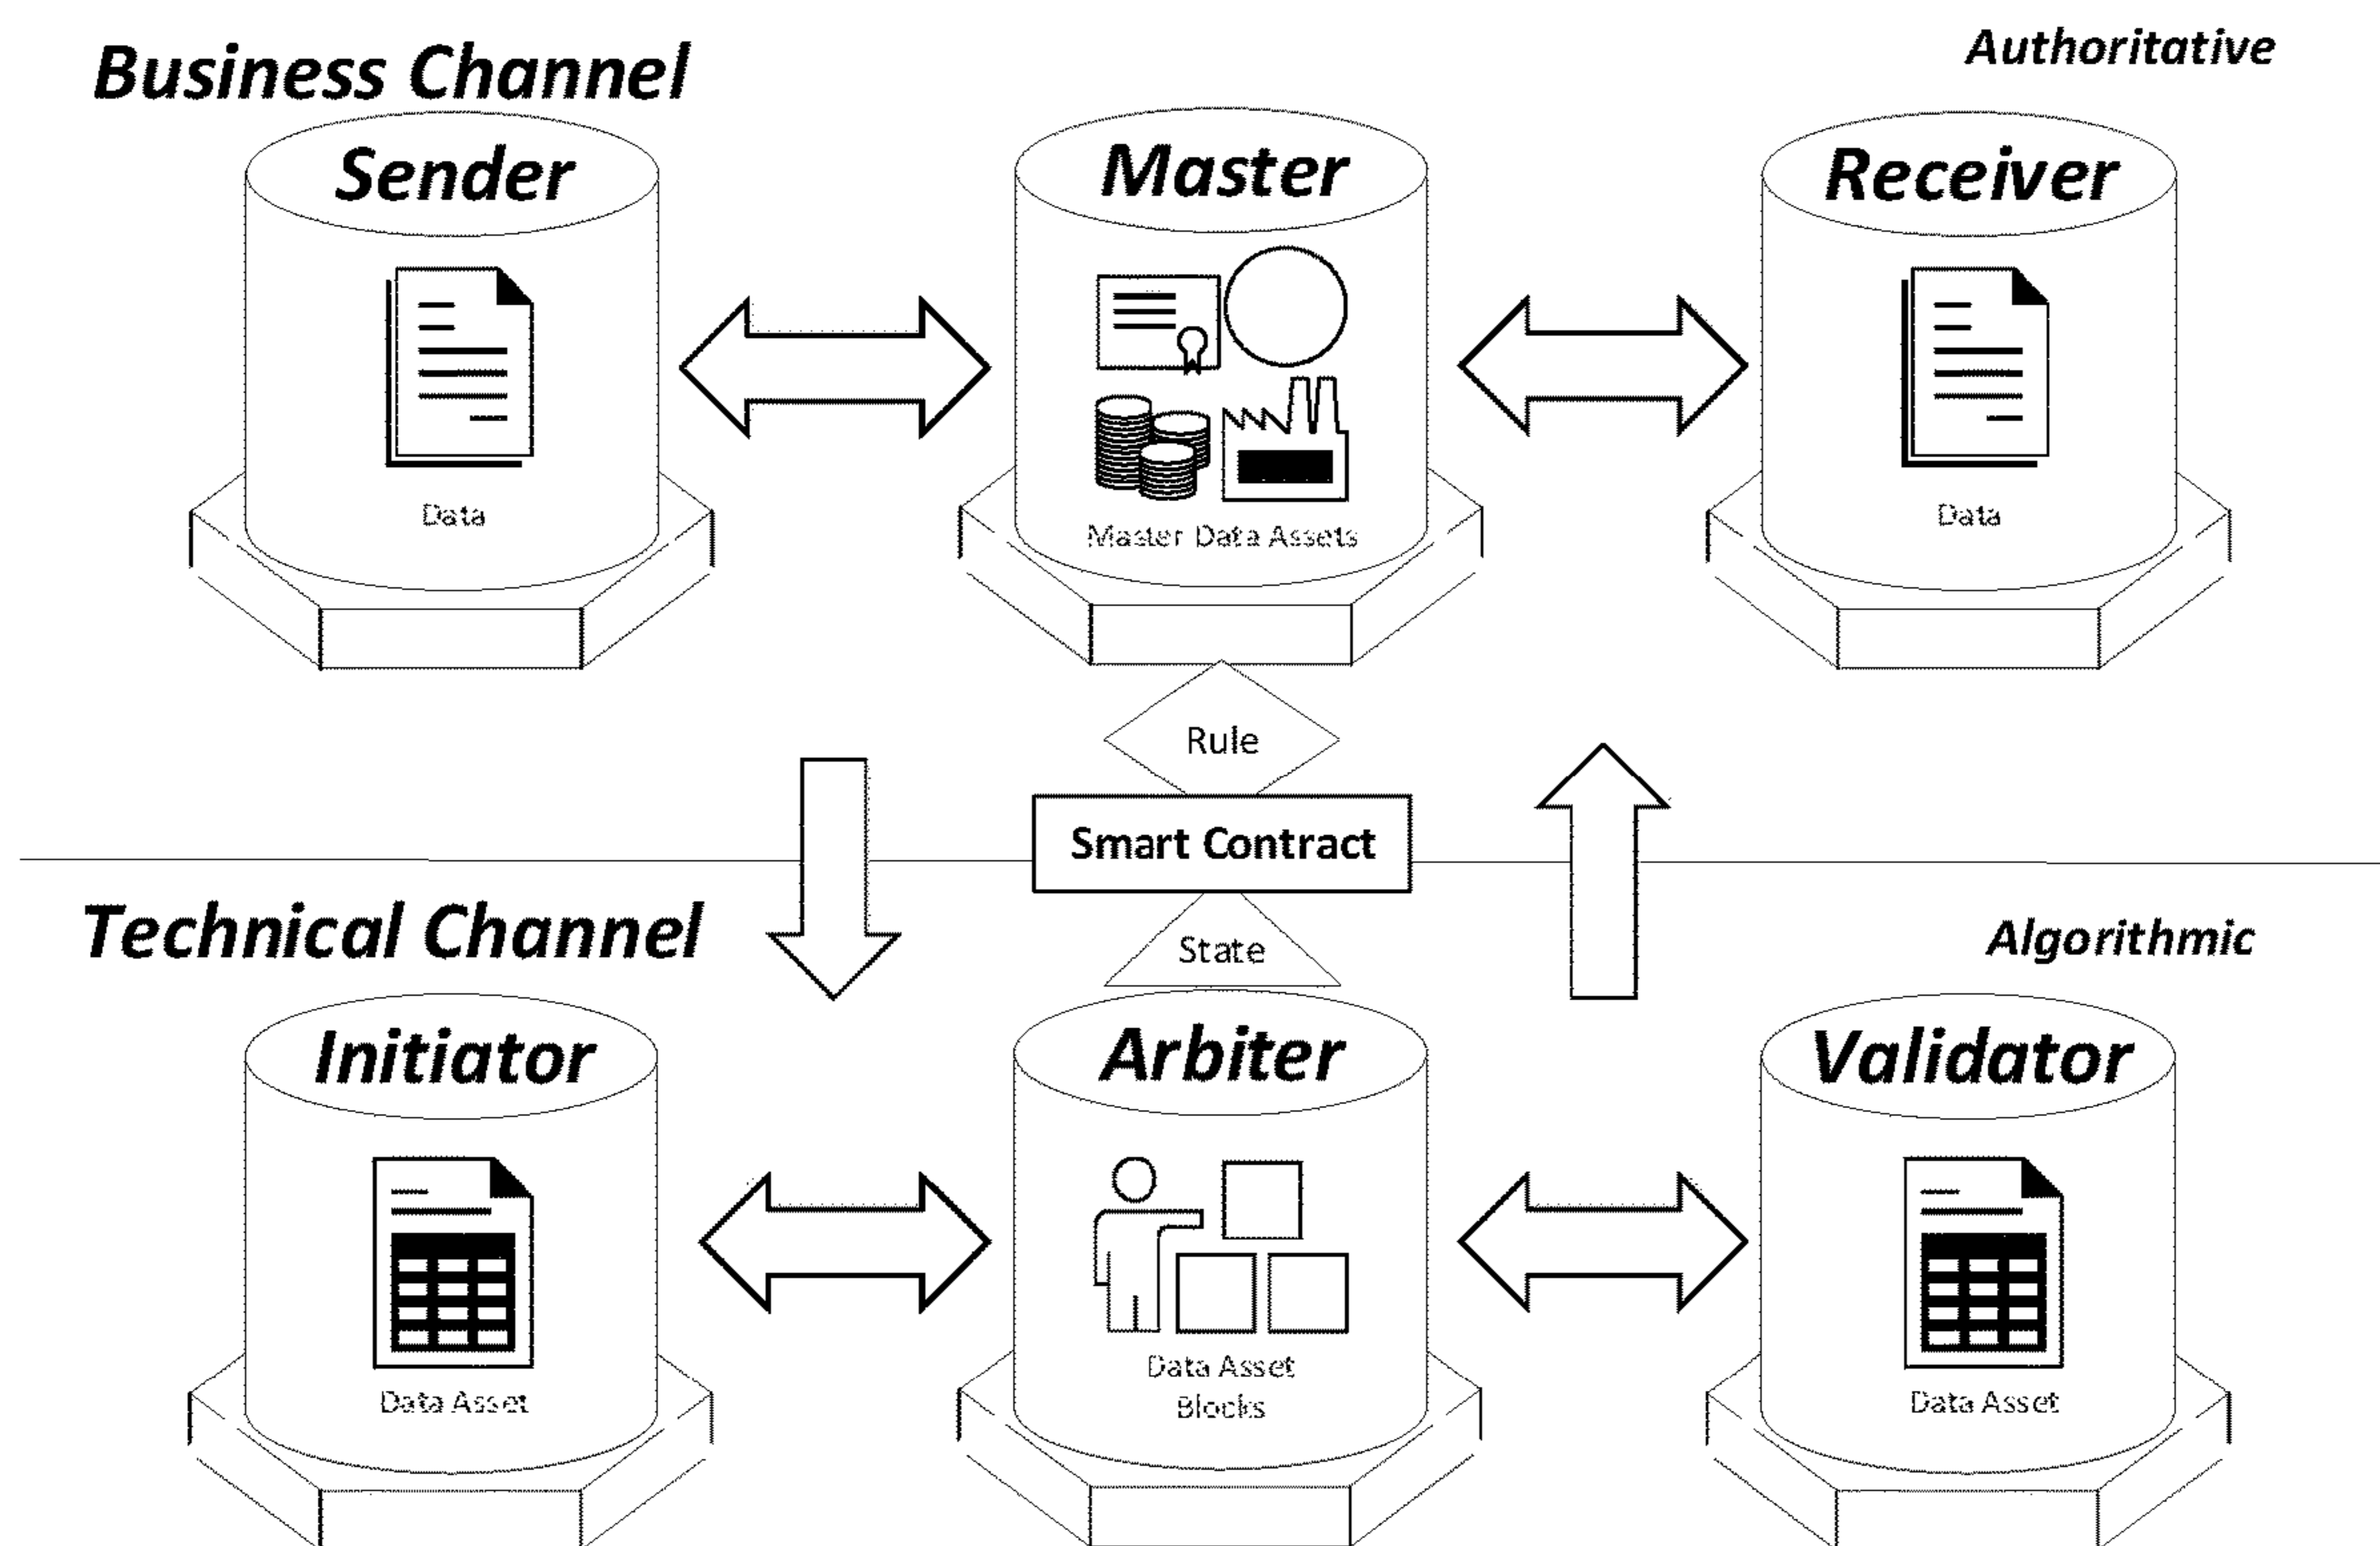 Business Channel
Authoritative
Sender
Master
Receiver
Data
Master Data Assets
Data
Rule
Smart Contract
Technical Channel
State
Algorithmic
Initiator
Arbiter
Validator
Data Asset
Data Asset
Blocks
Data Asset